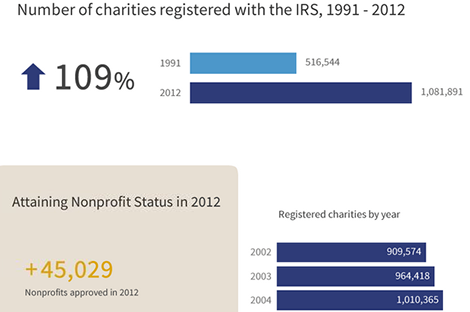 Number of charities registered with the IRS, 1991 - 2012
109%
1991 516,544
2012 1,081,891
Attaining Nonprofit Status in 2012
+45,029
Nonprofits approved in 2012
Registered charities by year
2002 909,574
2003 964,418
2004 1,010,365